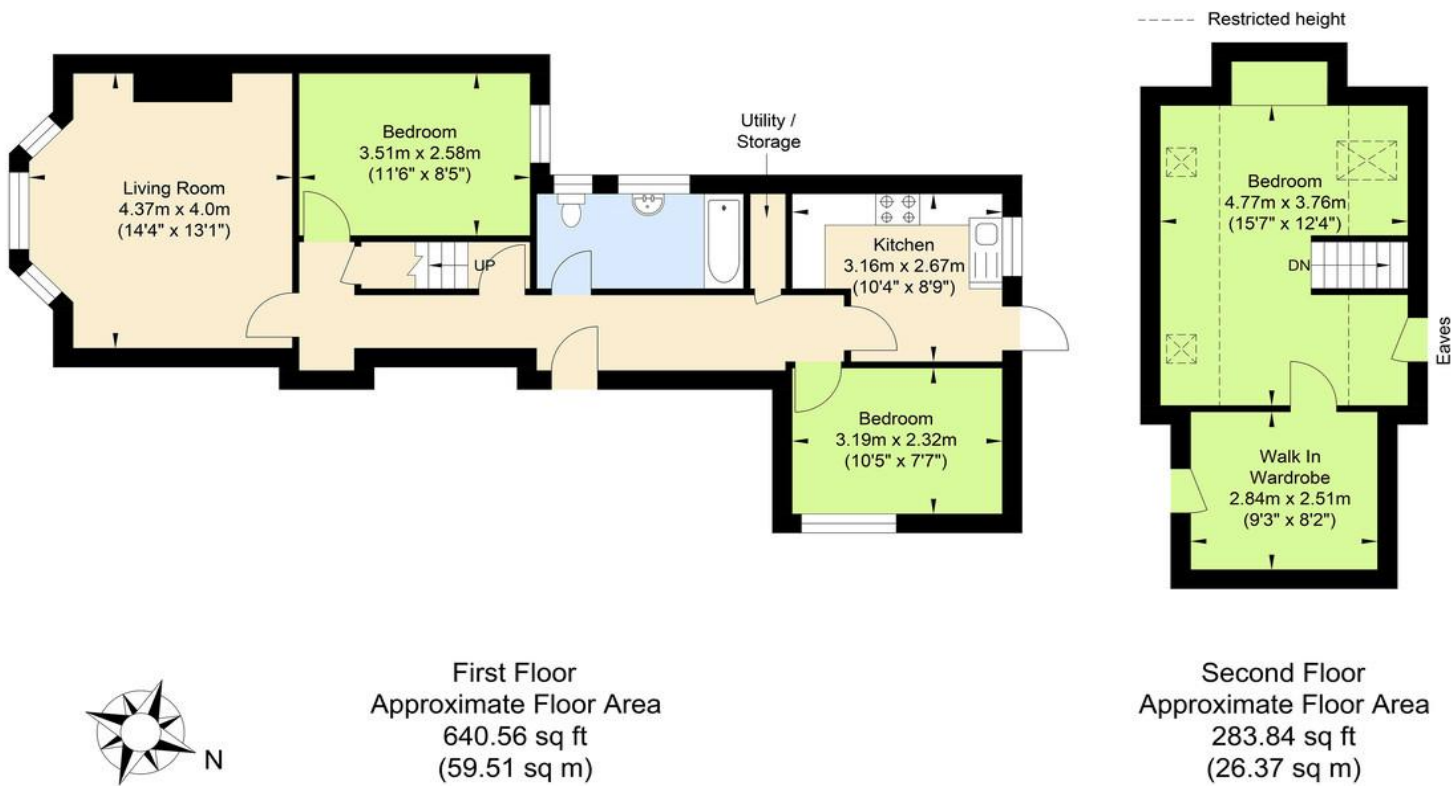 Restricted height
Living Room
4.37m x 4.0m
(14'4" x 13'1")
Bedroom
3.51m x 2.58m
(11'6" x 8'5")
UP
Utility /
Storage
Kitchen
3.16m x 2.67m
(10'4" x 8'9")
Bedroom
3.19m x 2.32m
(10'5" x 7'7")
Bedroom
4.77m x 3.76m
(15'7" x 12'4")
DN
Eaves
Walk In
Wardrobe
2.84m x 2.51m
(9'3" x 8'2")
N
First Floor
Approximate Floor Area
640.56 sq ft
(59.51 sq m)
Second Floor
Approximate Floor Area
283.84 sq ft
(26.37 sq m)